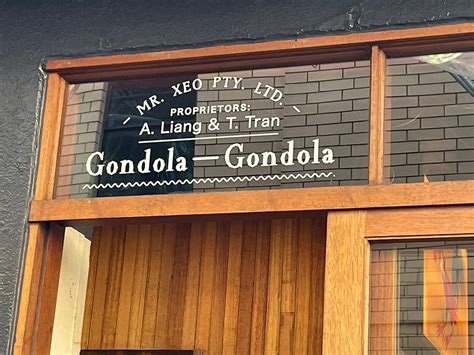 MR. XEO PTY. LTD.
PROPRIETORS:
A. Liang & T. Tran
Gondola — Gondola